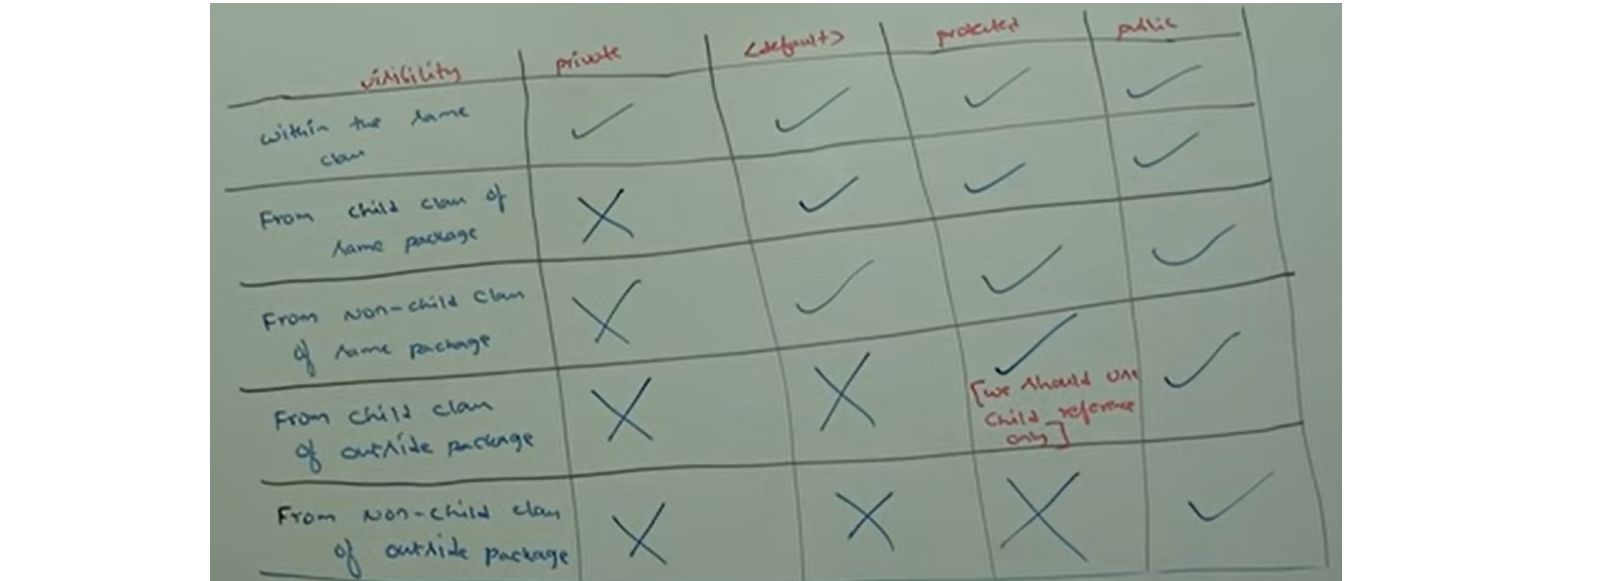 visibility private <default> protected public
within the same
class
✓ ✓ ✓ ✓
From child class of
same package
X ✓ ✓ ✓
From Non-child class
of same package
X ✓ ✓ ✓
From child class
of outside package
X X ✓ ✓
[we should use
child reference
only]
From Non-child class
of outside package
X X X ✓